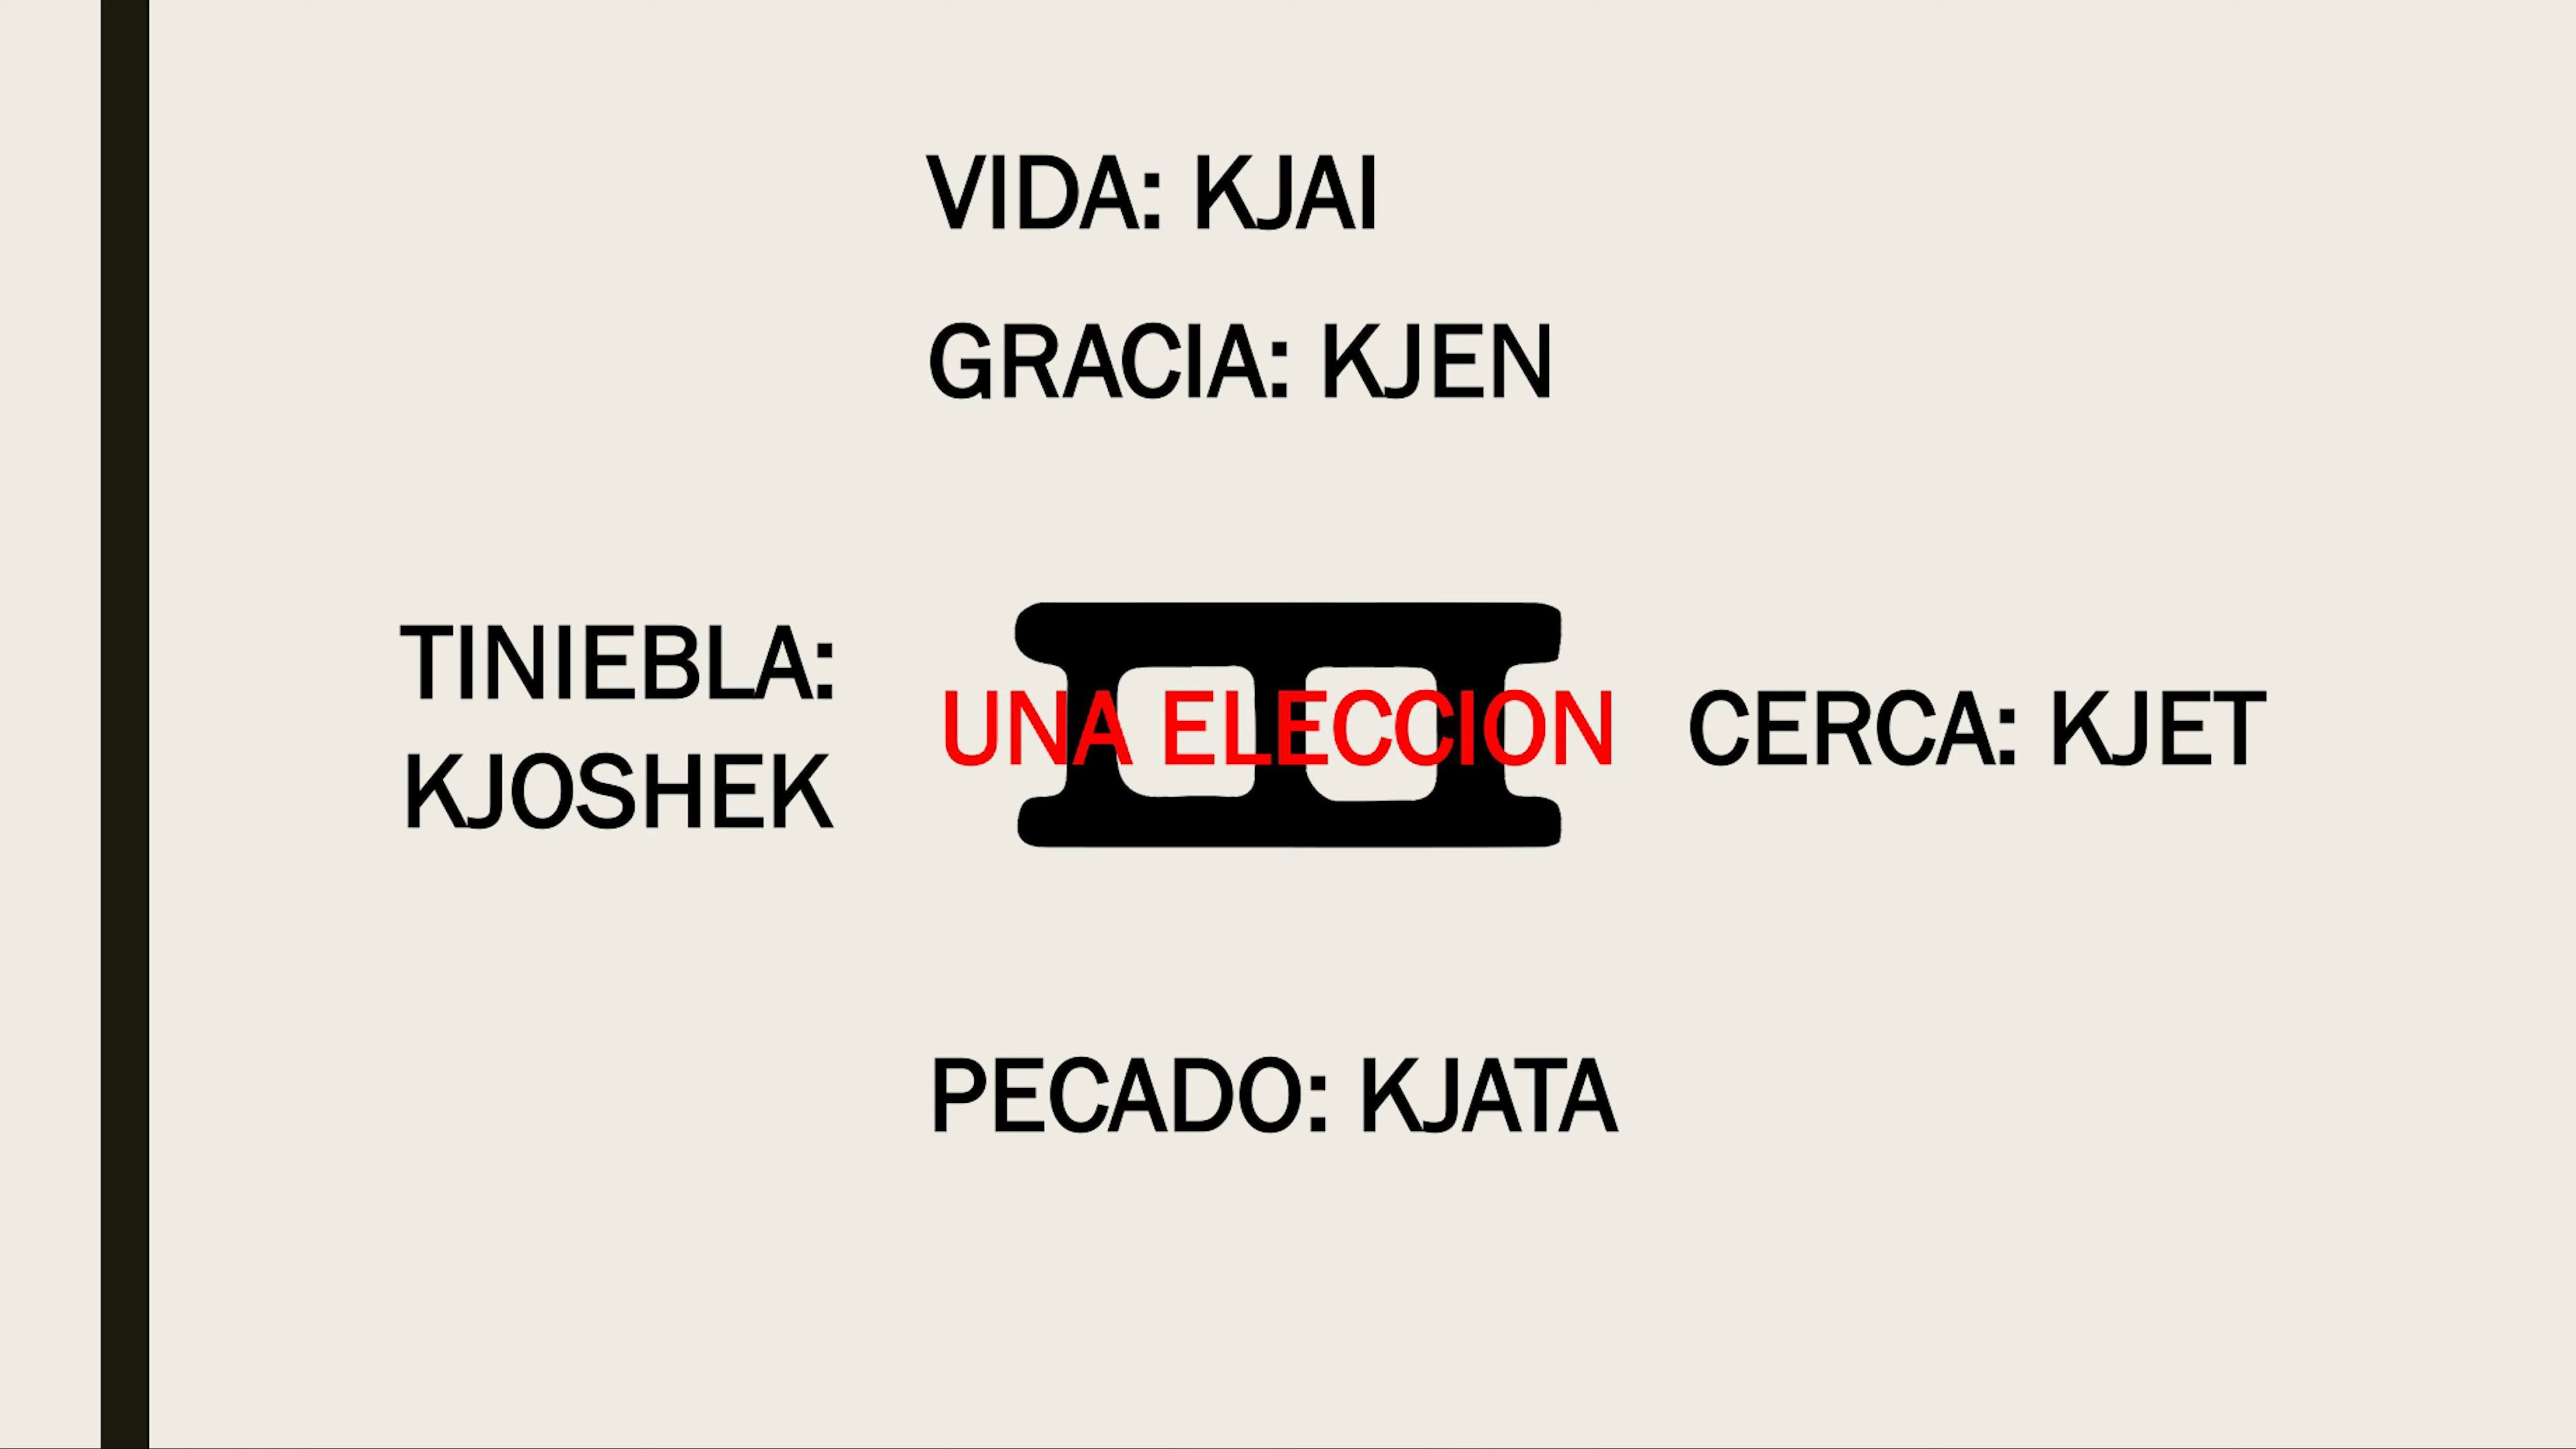 VIDA: KJAI
GRACIA: KJEN
TINIEBLA:
KJOSHEK
UNA ELECCION
CERCA: KJET
PECADO: KJATA